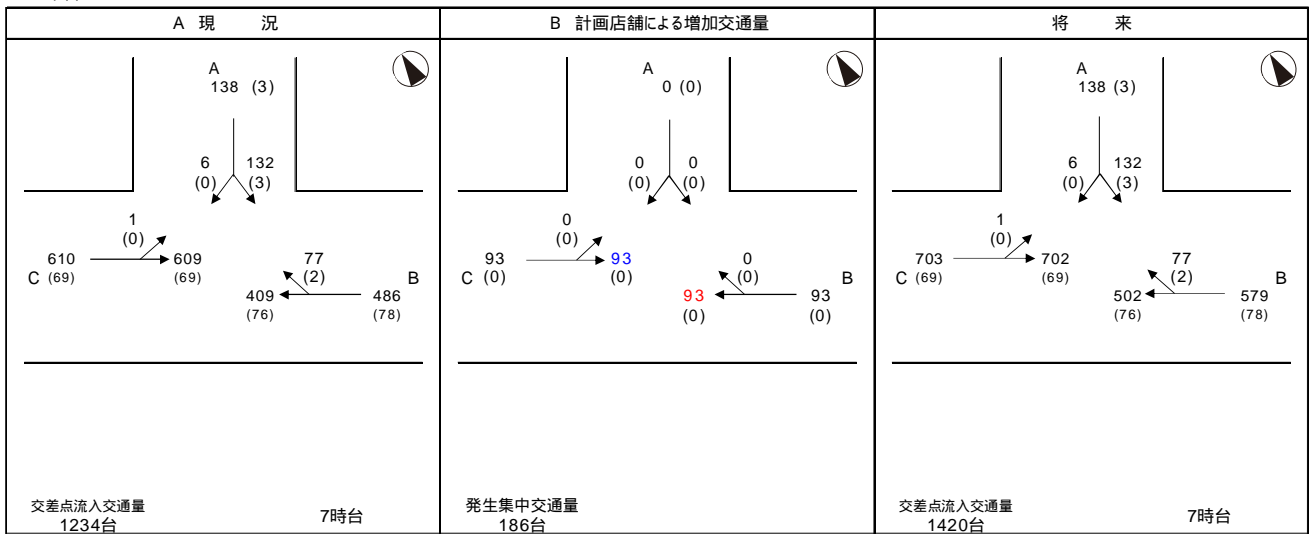 A 現 況
A
138 (3)
6 132
(0) (3)
1
(0)
610 609
C (69) (69)
77
(2) B
409 486
(76) (78)
交差点流入交通量
1234台 7時台
B 計画店舗による増加交通量
A
0 (0)
0 0
(0) (0)
0
(0)
93 93
C (0) (0)
0
(0) B
93 93
(0) (0)
発生集中交通量
186台
将 来
A
138 (3)
6 132
(0) (3)
1
(0)
703 702
C (69) (69)
77
(2) B
502 579
(76) (78)
交差点流入交通量
1420台 7時台